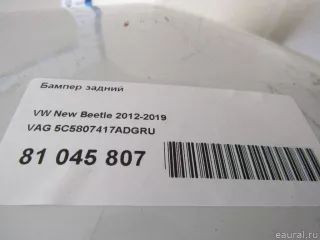 Бампер задний
VW New Beetle 2012-2019
VAG 5C5807417ADGRU
81 045 807
© eaural.ru